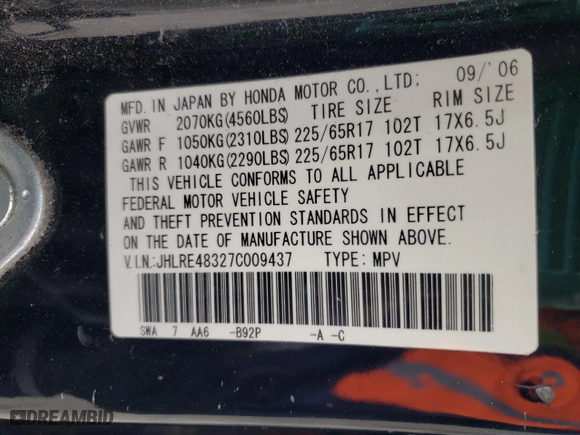 MFD. IN JAPAN BY HONDA MOTOR CO.,LTD; 09/'06
GVWR 2070KG(4560LBS) TIRE SIZE RIM SIZE
GAWR F 1050KG(2310LBS) 225/65R17 102T 17X6.5J
GAWR R 1040KG(2290LBS) 225/65R17 102T 17X6.5J
THIS VEHICLE CONFORMS TO ALL APPLICABLE
FEDERAL MOTOR VEHICLE SAFETY
AND THEFT PREVENTION STANDARDS IN EFFECT
ON THE DATE OF MANUFACTURE SHOWN ABOVE.
V.I.N.:JHLRE48327C009437 TYPE: MPV
SWA 7 AA6 -B92P -A -C
DREAMBID